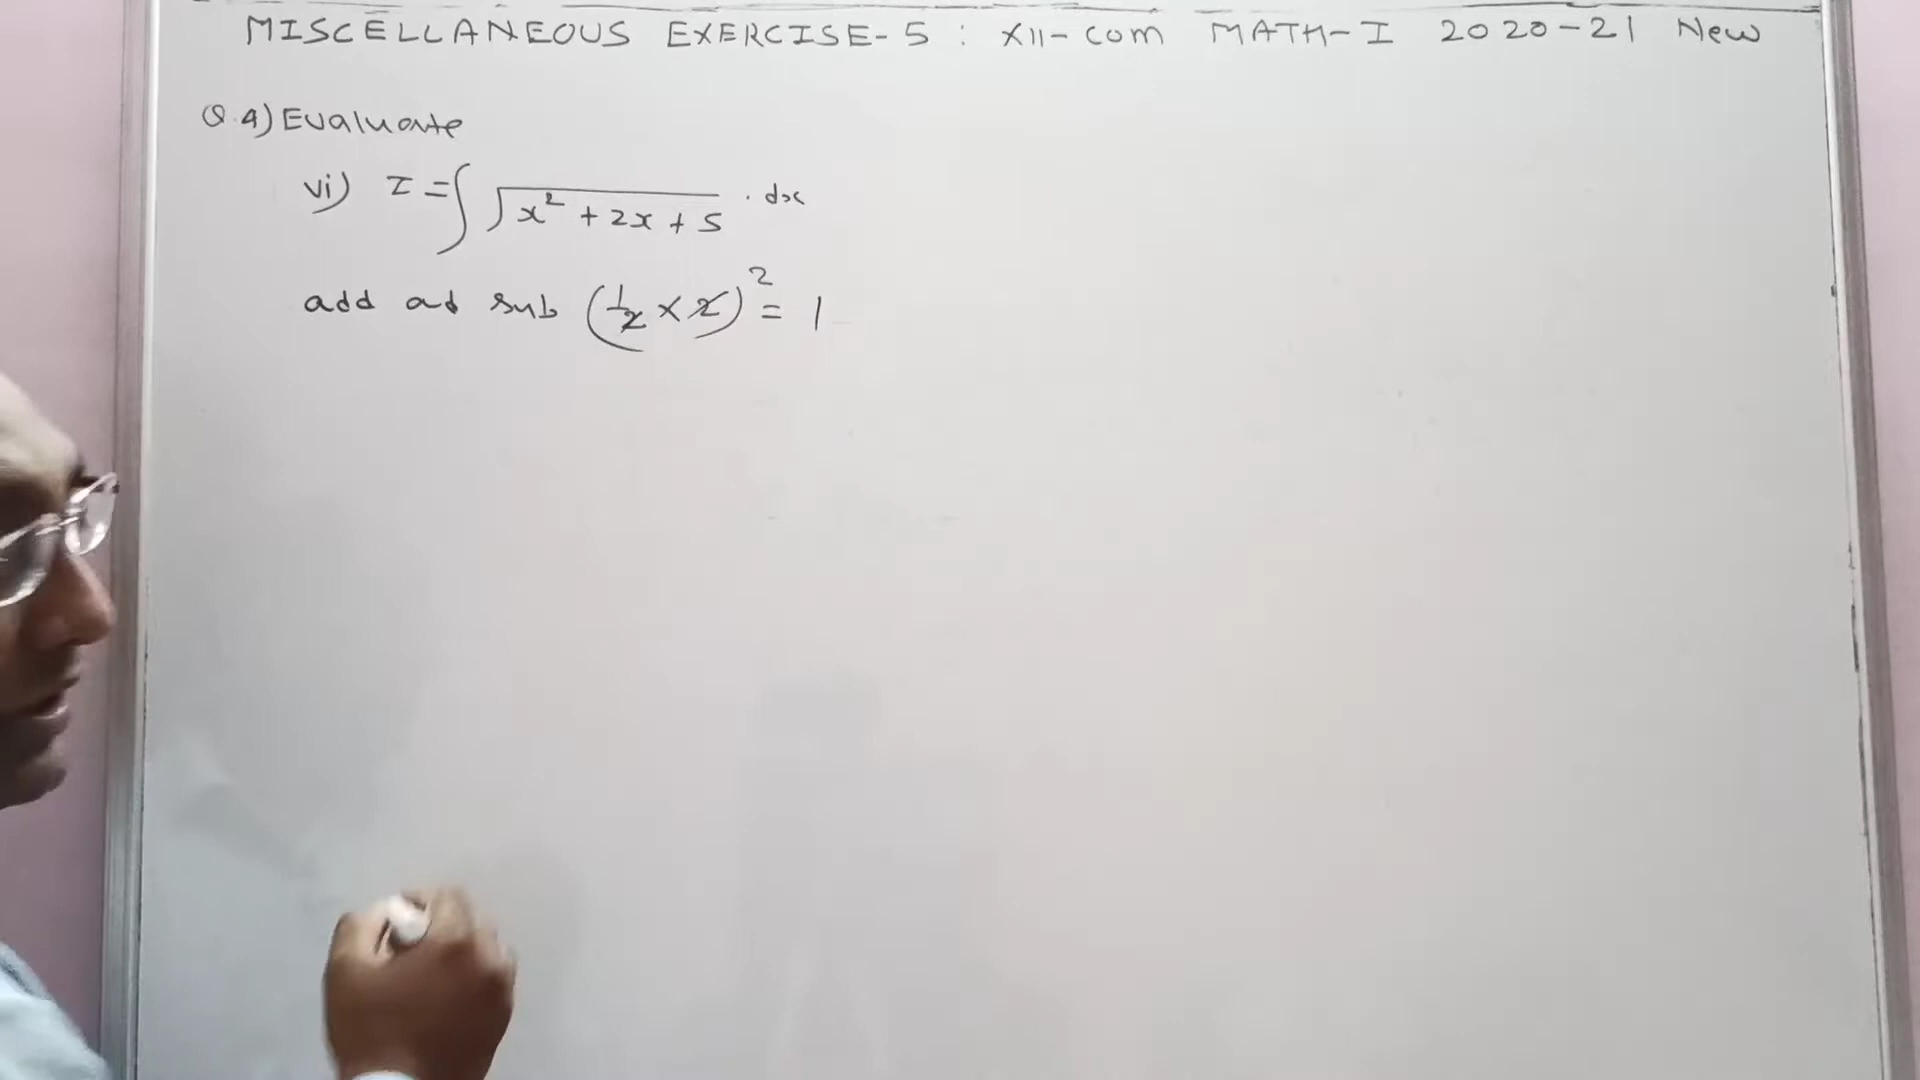 MISCELLANEOUS EXERCISE-5 : XII-com MATH-I 2020-21 New
Q.4) Evaluate
vi) I = ∫ √(x² + 2x + 5) . dx
add ad sub (1/2 × 2)² = 1